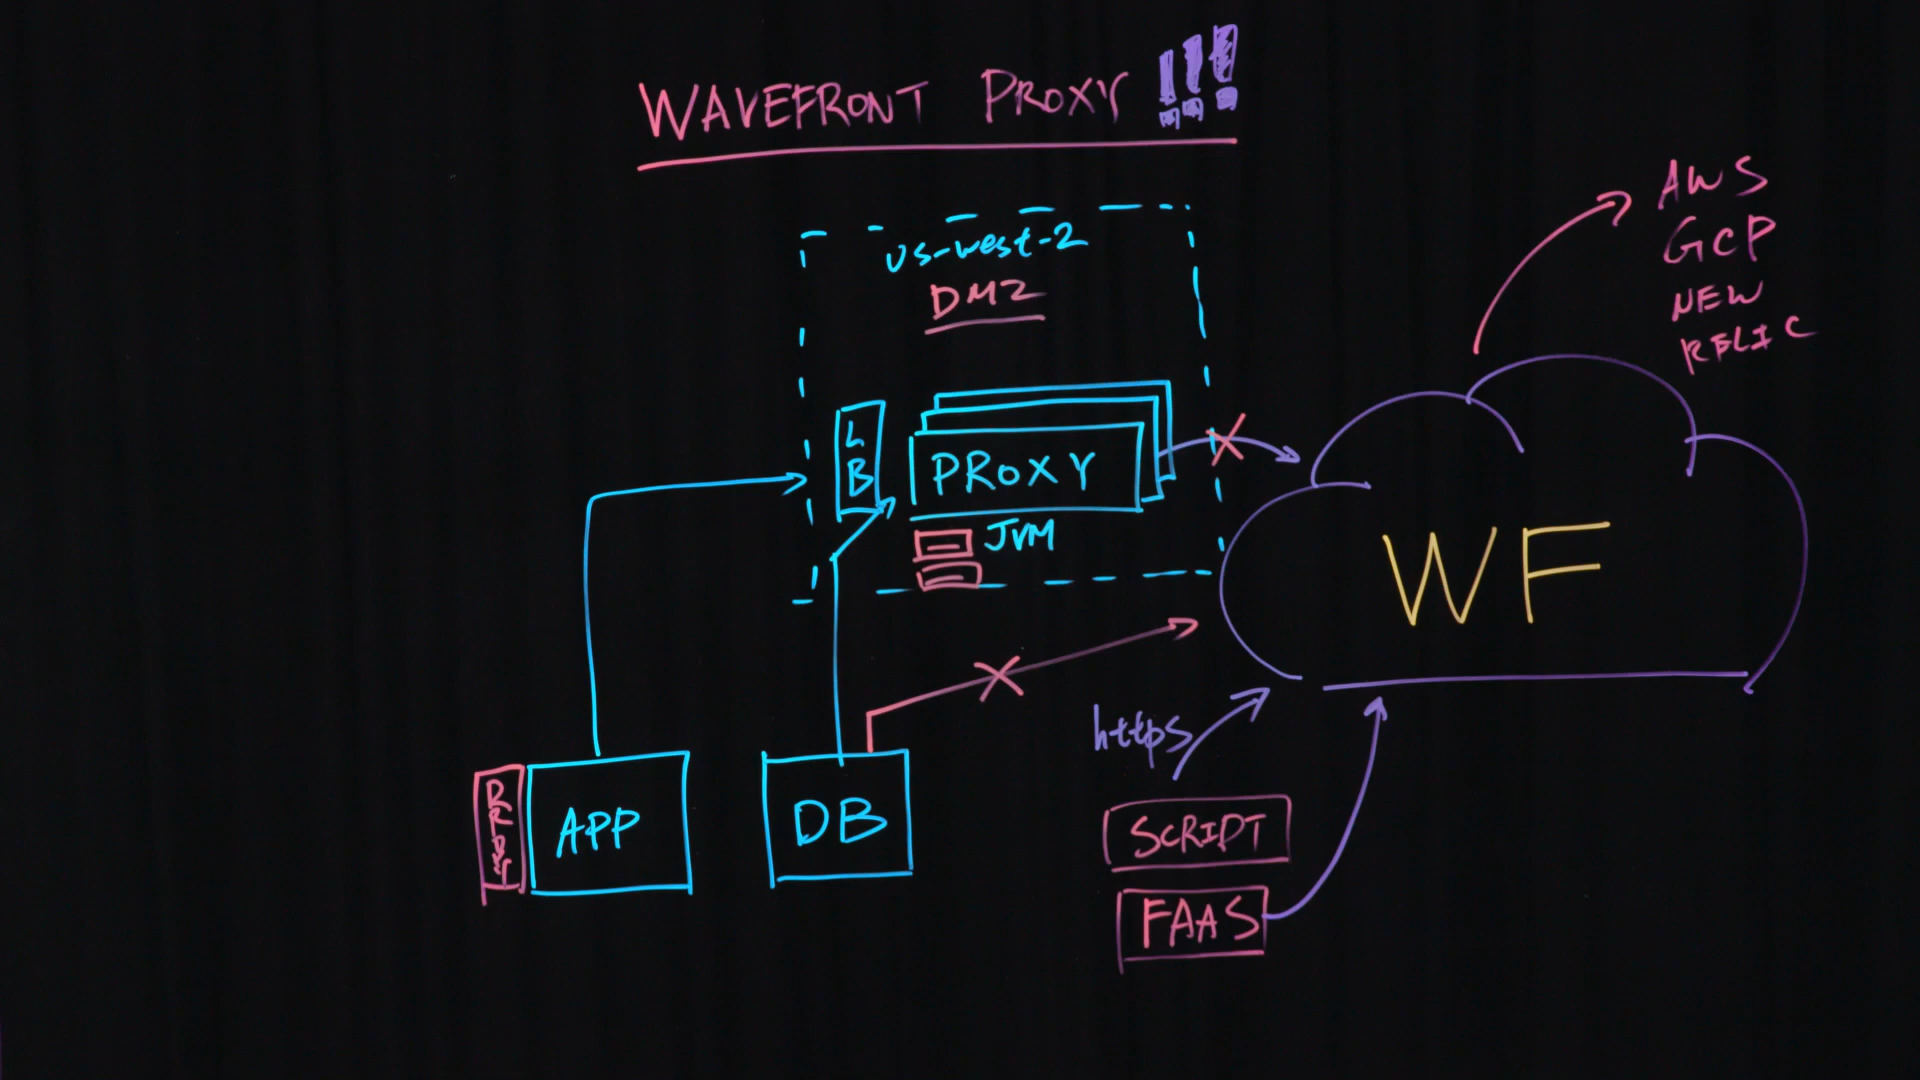 WAVEFRONT PROXY !!!
us-west-2
DMZ
AWS
GCP
NEW
RELIC
LB
PROXY
JVM
WF
https
APP
DB
SCRIPT
FAAS